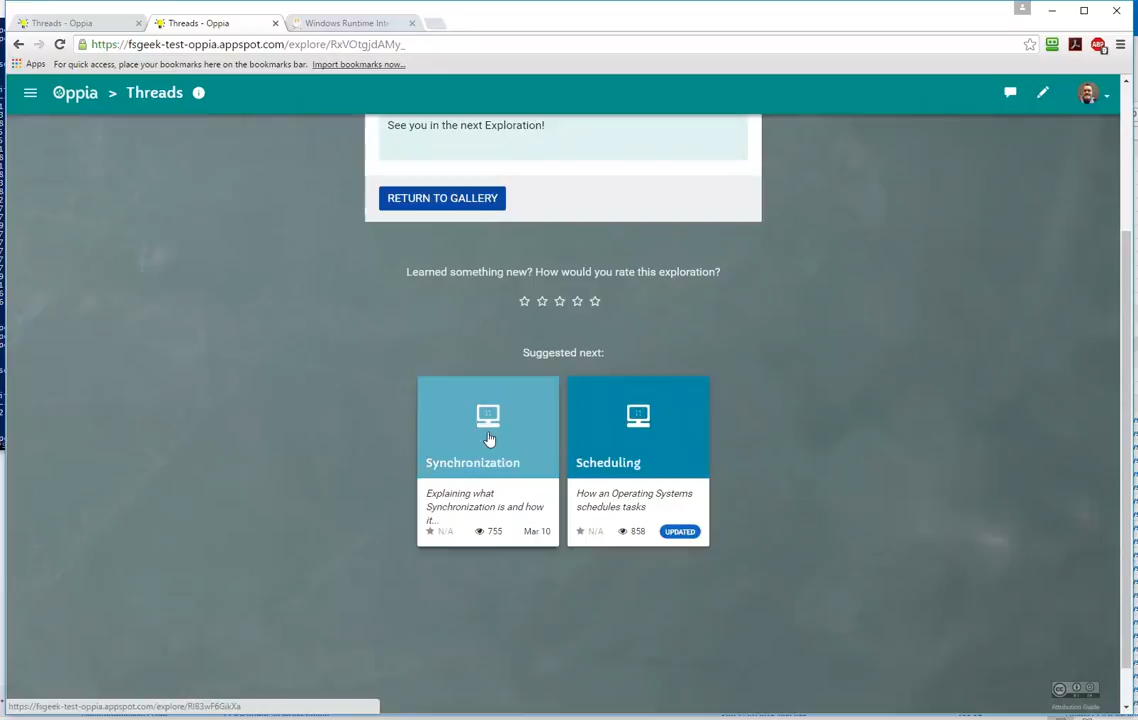 Threads - Oppia
Threads - Oppia
Windows Runtime Inte
https://fsgeek-test-oppia.appspot.com/explore/RxVOtgjdAMy_
Apps For quick access, place your bookmarks here on the bookmarks bar. Import bookmarks now...
Oppia > Threads
See you in the next Exploration!
RETURN TO GALLERY
Learned something new? How would you rate this exploration?
Suggested next:
Synchronization
Explaining what
Synchronization is and how
it...
N/A 755 Mar 10
Scheduling
How an Operating Systems
schedules tasks
N/A 858 UPDATED
https://fsgeek-test-oppia.appspot.com/explore/RI83wF6GikXa
Attribution Guide